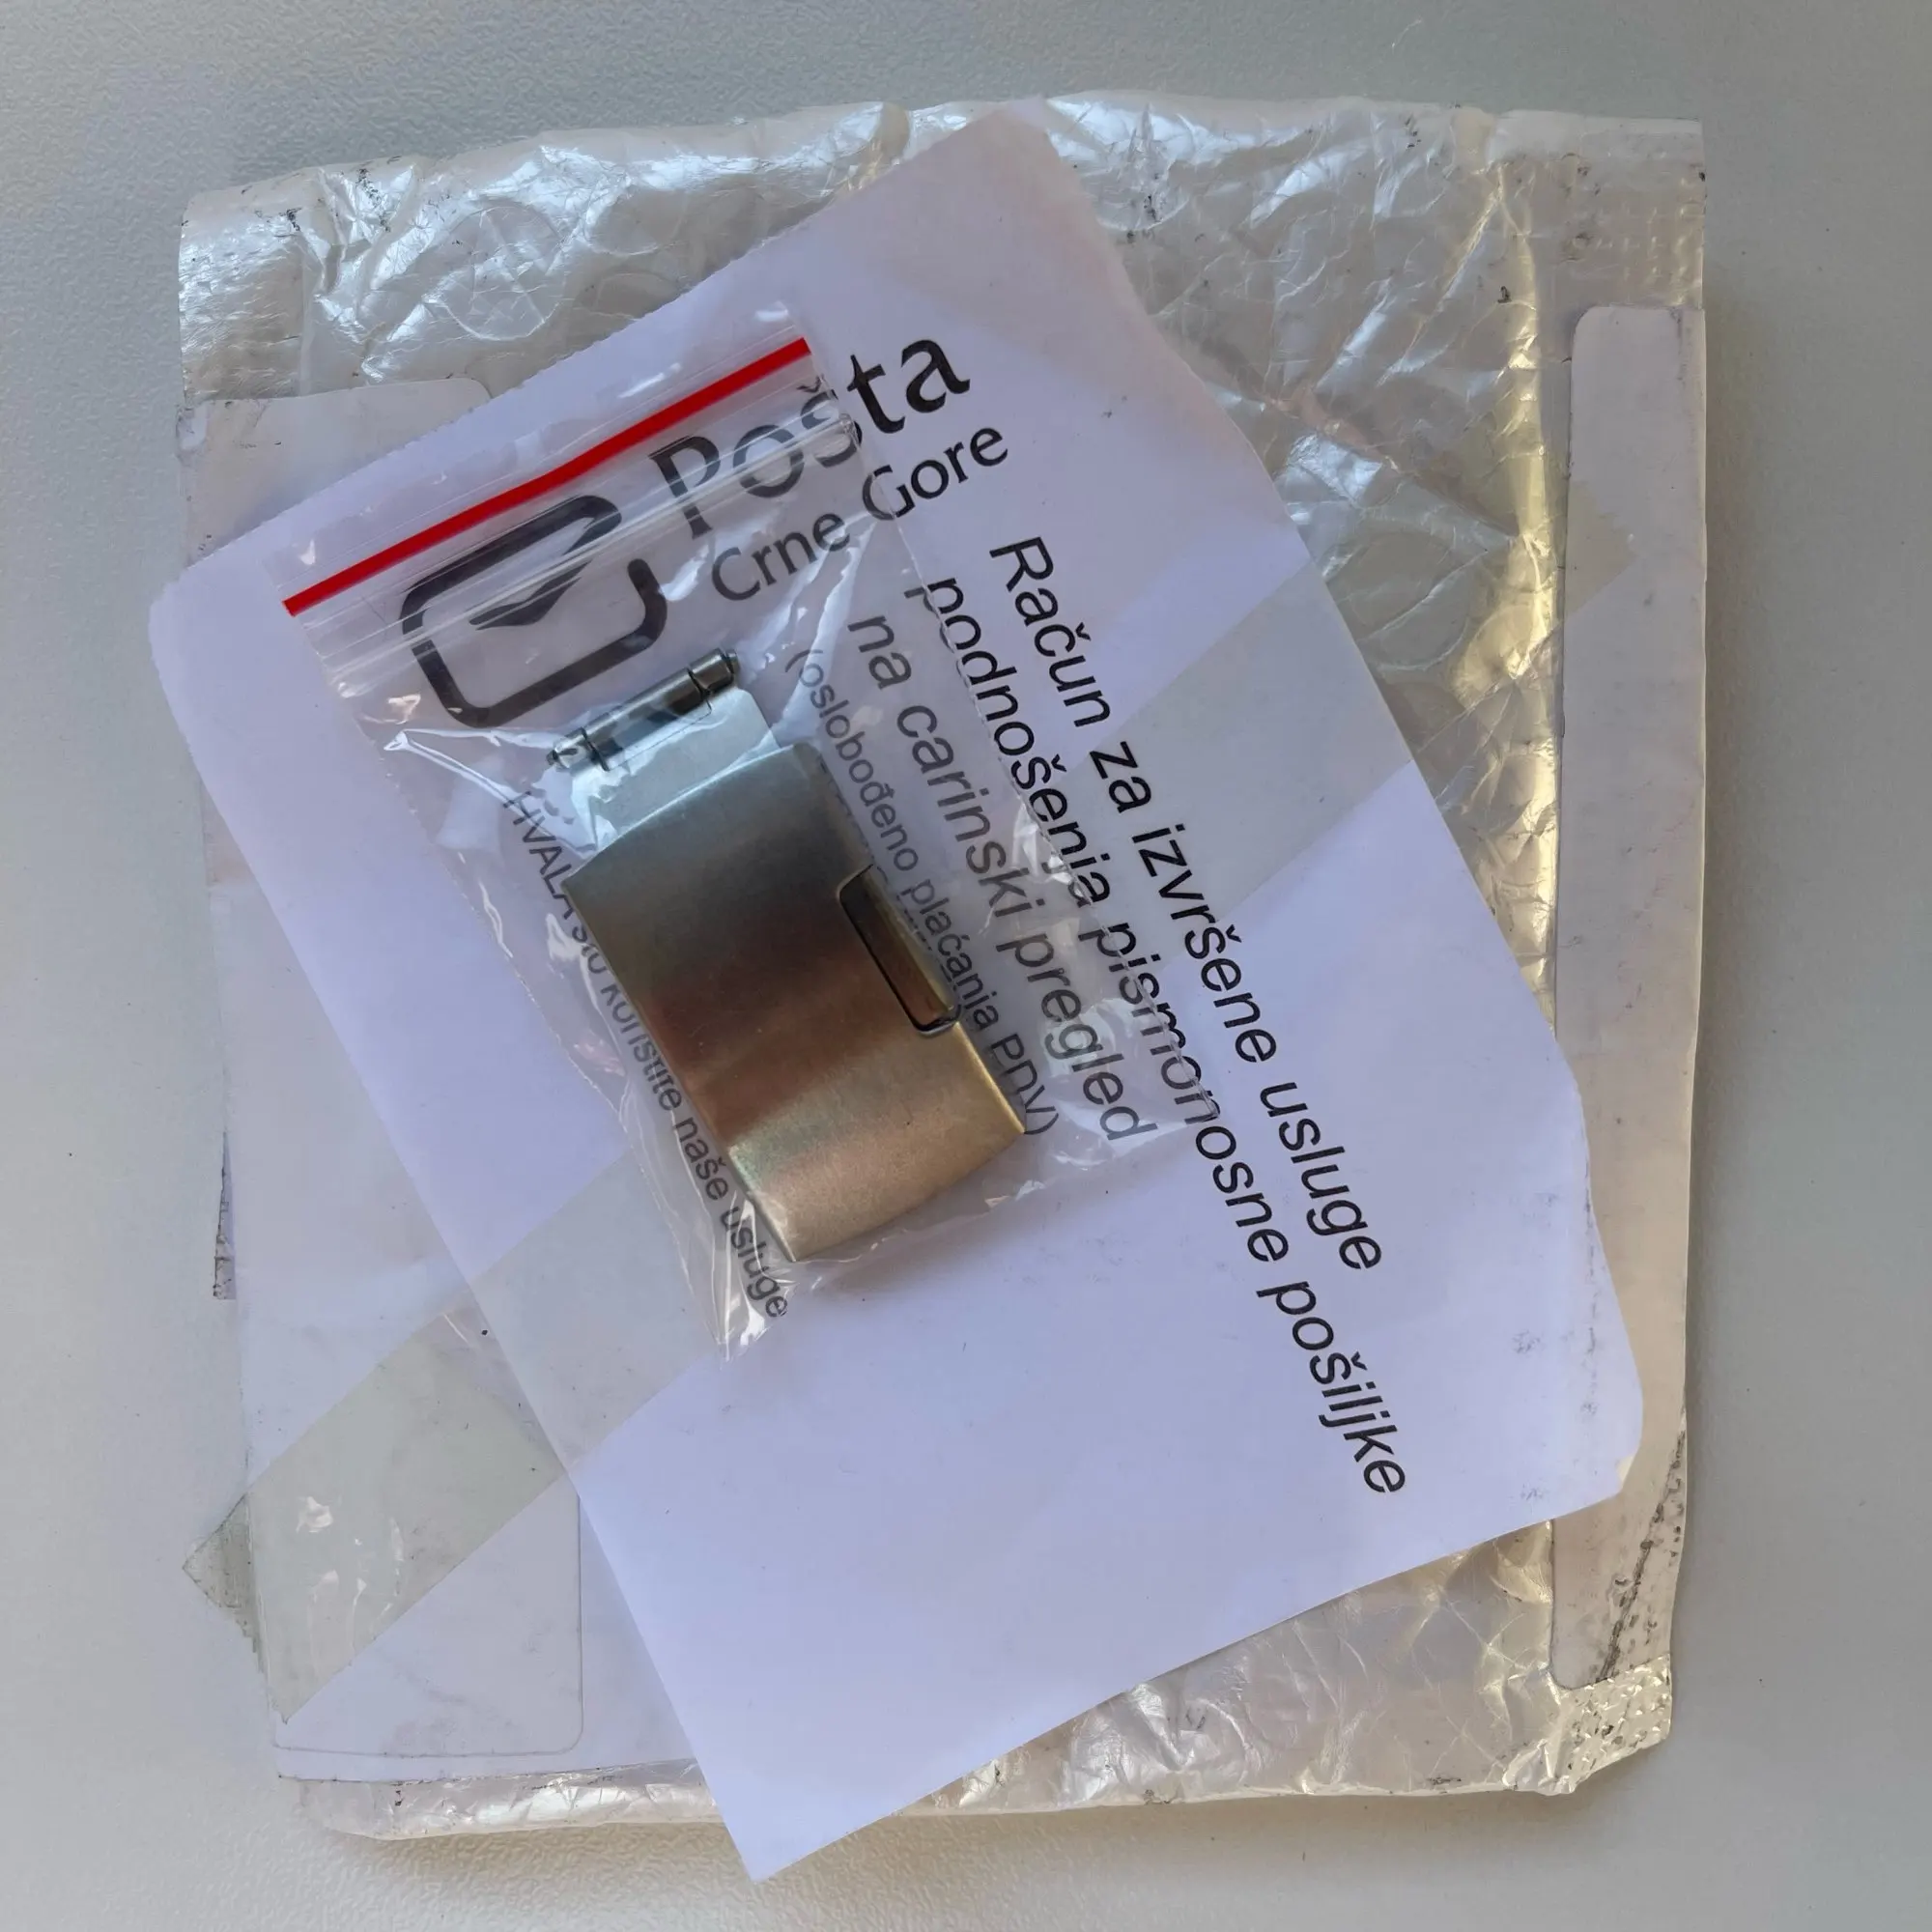 Pošta
Crne Gore
Račun za izvršene usluge
podnošenja pismonosne pošiljke
na carinski pregled
(oslobođeno plaćanja PDV)
HVALA što koristite naše usluge